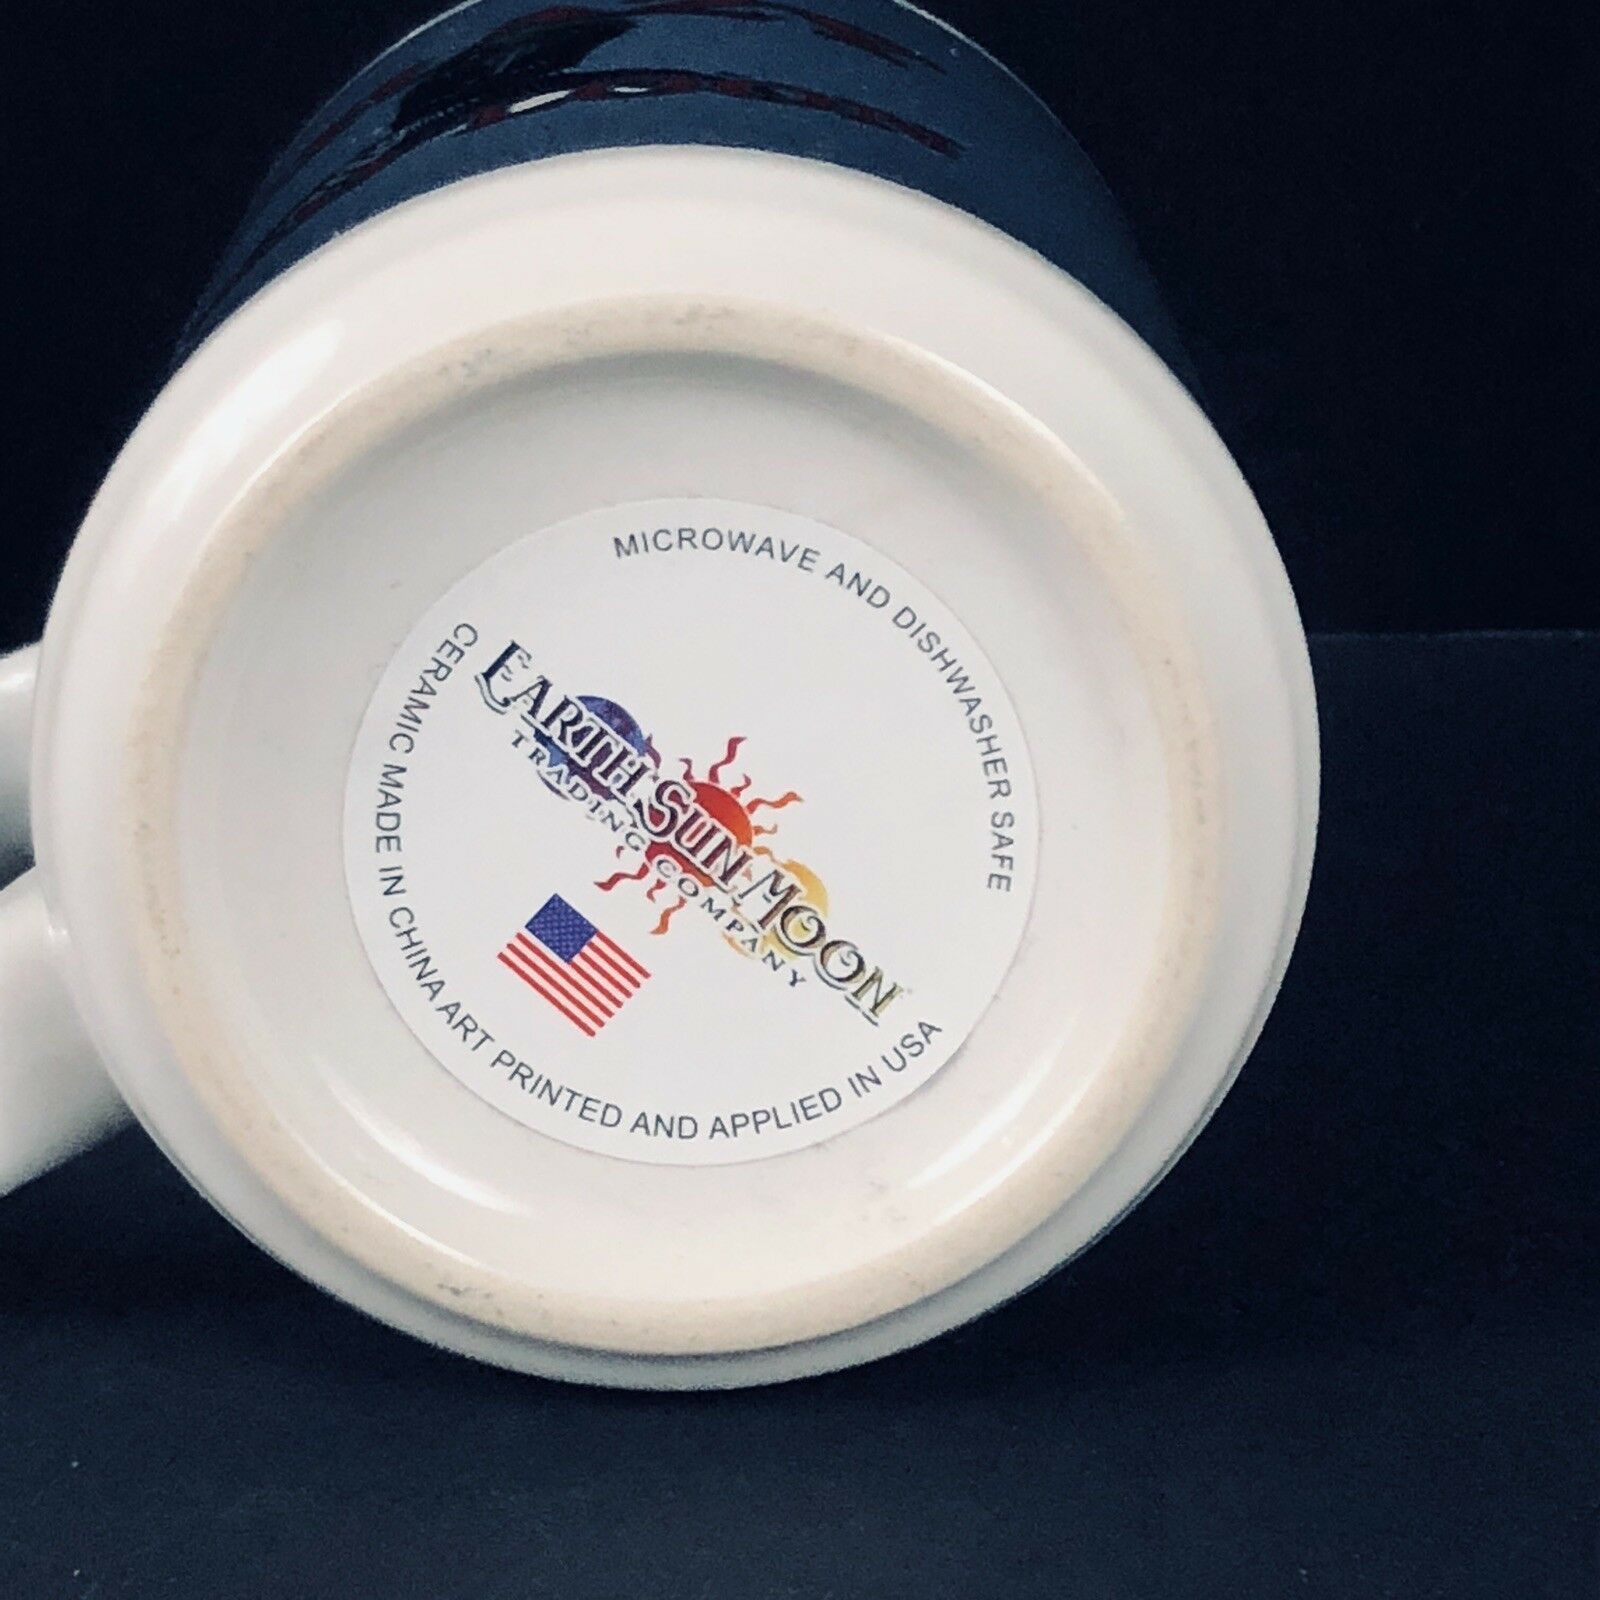 MICROWAVE AND DISHWASHER SAFE
EARTH SUN MOON
TRADING COMPANY
CERAMIC MADE IN CHINA ART PRINTED AND APPLIED IN USA